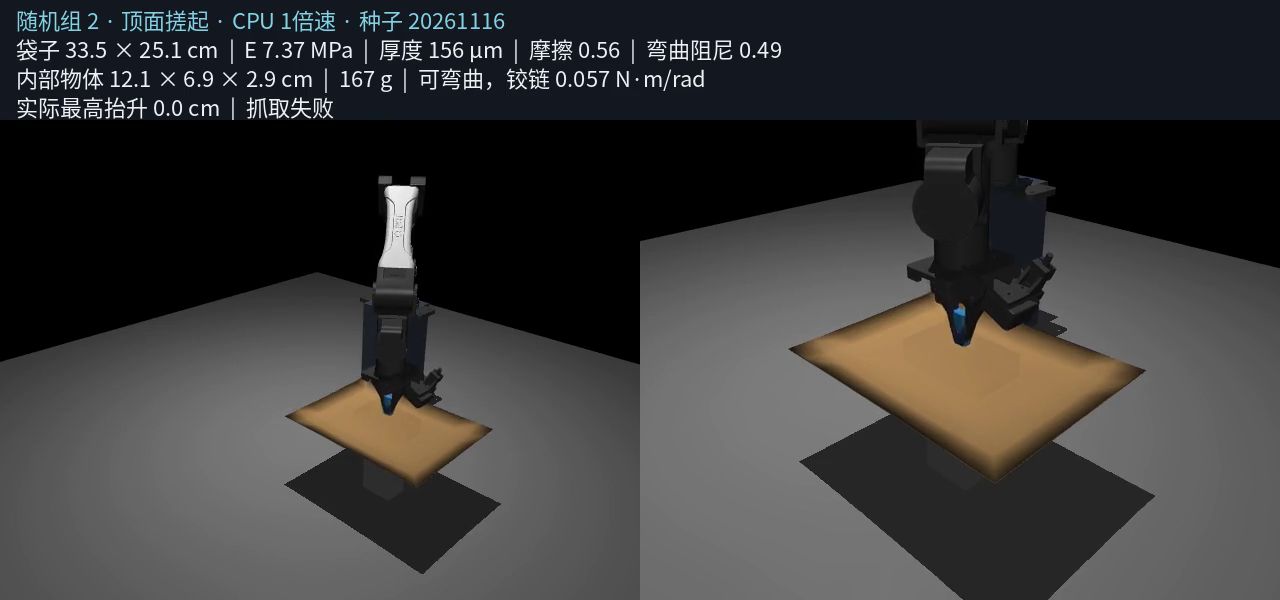 随机组 2 · 顶面搓起 · CPU 1倍速 · 种子 20261116
袋子 33.5 × 25.1 cm｜E 7.37 MPa｜厚度 156 µm｜摩擦 0.56｜弯曲阻尼 0.49
内部物体 12.1 × 6.9 × 2.9 cm｜167 g｜可弯曲，铰链 0.057 N·m/rad
实际最高抬升 0.0 cm｜抓取失败